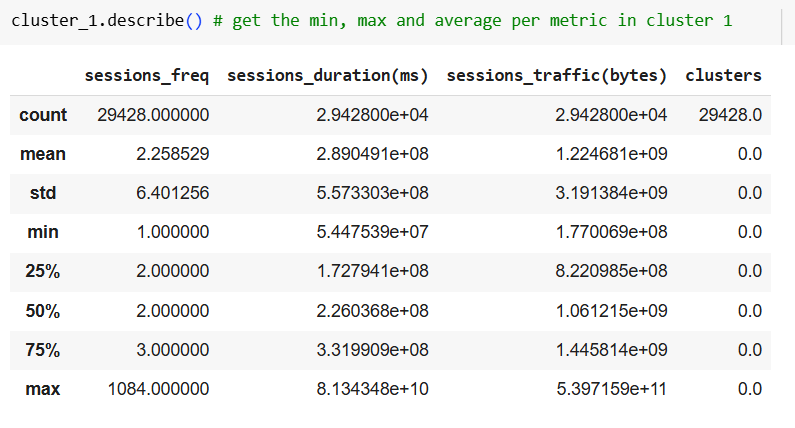 cluster_1.describe() # get the min, max and average per metric in cluster 1
sessions_freq sessions_duration(ms) sessions_traffic(bytes) clusters
count 29428.000000 2.942800e+04 2.942800e+04 29428.0
mean 2.258529 2.890491e+08 1.224681e+09 0.0
std 6.401256 5.573303e+08 3.191384e+09 0.0
min 1.000000 5.447539e+07 1.770069e+08 0.0
25% 2.000000 1.727941e+08 8.220985e+08 0.0
50% 2.000000 2.260368e+08 1.061215e+09 0.0
75% 3.000000 3.319909e+08 1.445814e+09 0.0
max 1084.000000 8.134348e+10 5.397159e+11 0.0